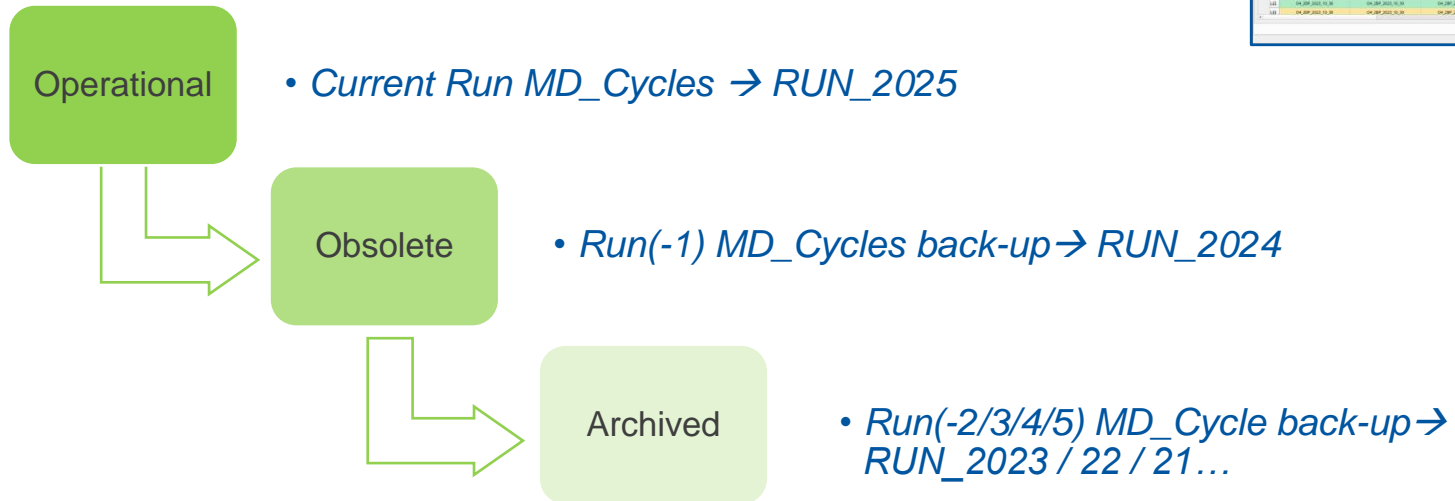 Operational
• Current Run MD_Cycles → RUN_2025
Obsolete
• Run(-1) MD_Cycles back-up→ RUN_2024
Archived
• Run(-2/3/4/5) MD_Cycle back-up→
RUN_2023 / 22 / 21…